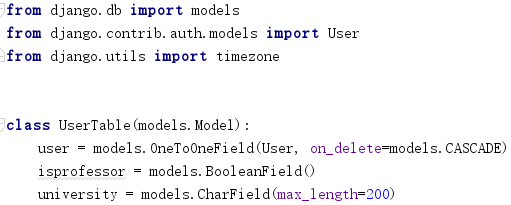 from django.db import models
from django.contrib.auth.models import User
from django.utils import timezone
class UserTable(models.Model):
    user = models.OneToOneField(User, on_delete=models.CASCADE)
    isprofessor = models.BooleanField()
    university = models.CharField(max_length=200)